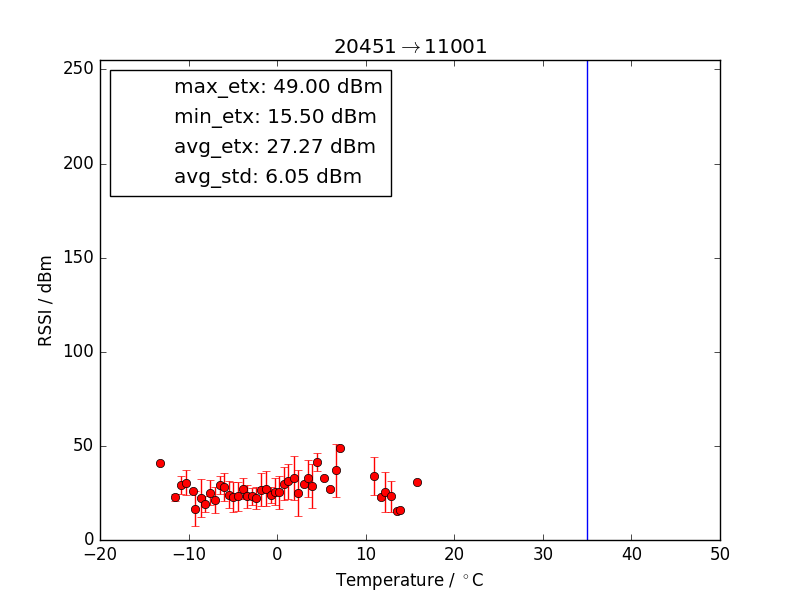 20451→11001
max_etx: 49.00 dBm
min_etx: 15.50 dBm
avg_etx: 27.27 dBm
avg_std: 6.05 dBm
RSSI / dBm
250
200
150
100
50
0
−20 −10 0 10 20 30 40 50
Temperature / °C